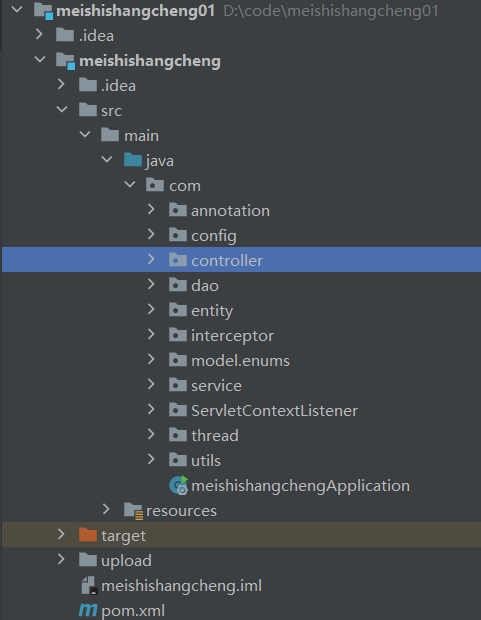 meishishangcheng01 D:\code\meishishangcheng01
.idea
meishishangcheng
.idea
src
main
java
com
annotation
config
controller
dao
entity
interceptor
model.enums
service
ServletContextListener
thread
utils
meishishangchengApplication
resources
target
upload
meishishangcheng.iml
pom.xml